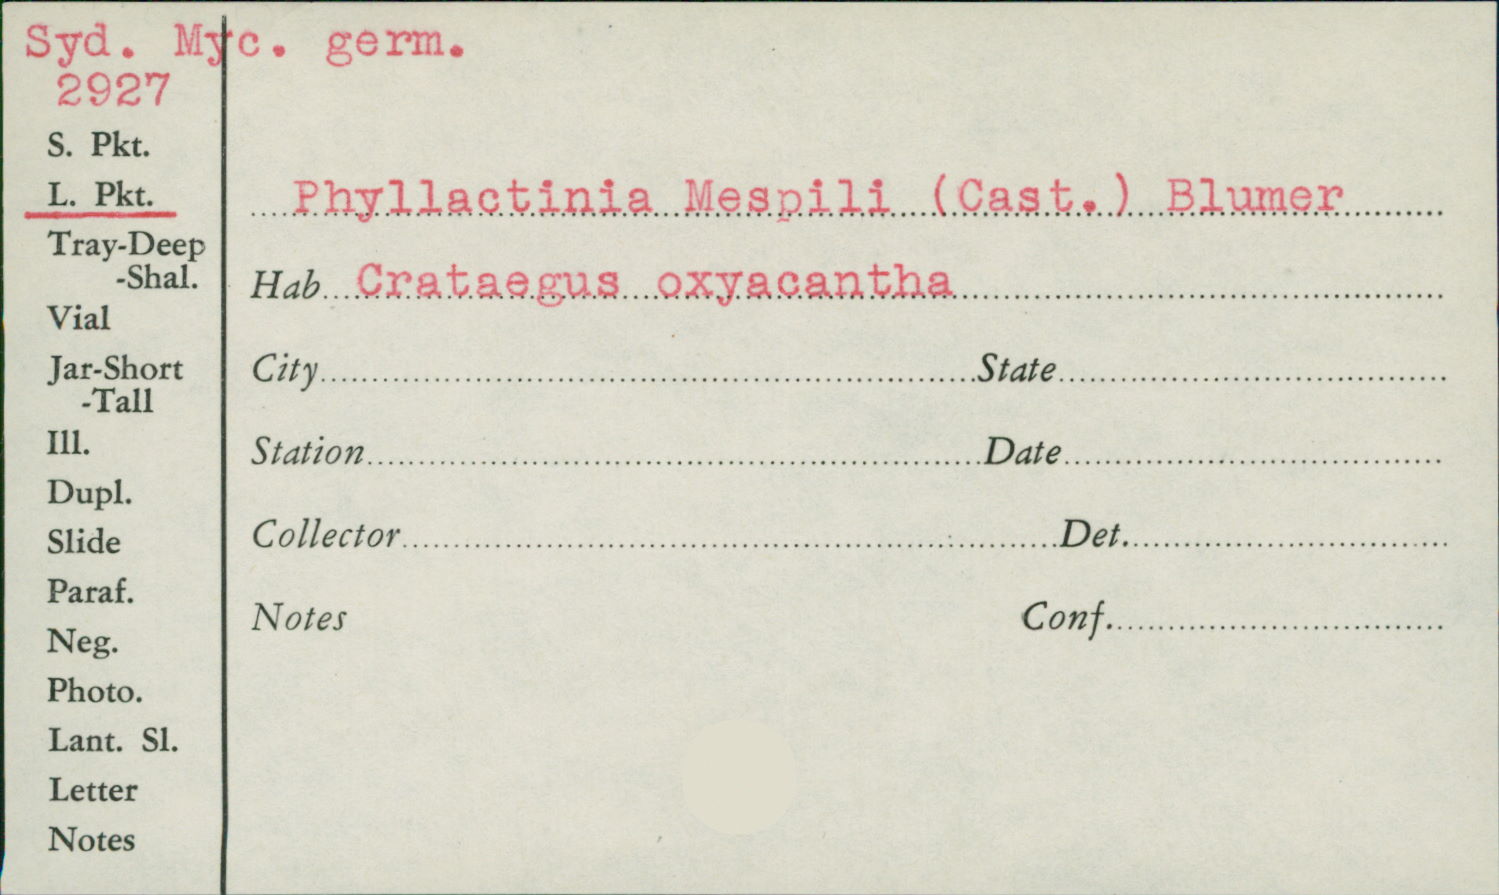 Syd. Myc. germ.
2927
S. Pkt.
L. Pkt.
Tray-Deep
-Shal.
Vial
Jar-Short
-Tall
Ill.
Dupl.
Slide
Paraf.
Neg.
Photo.
Lant. Sl.
Letter
Notes
Phyllactinia Mespili (Cast.) Blumer
Hab Crataegus oxyacantha
City State
Station Date
Collector Det.
Notes Conf.